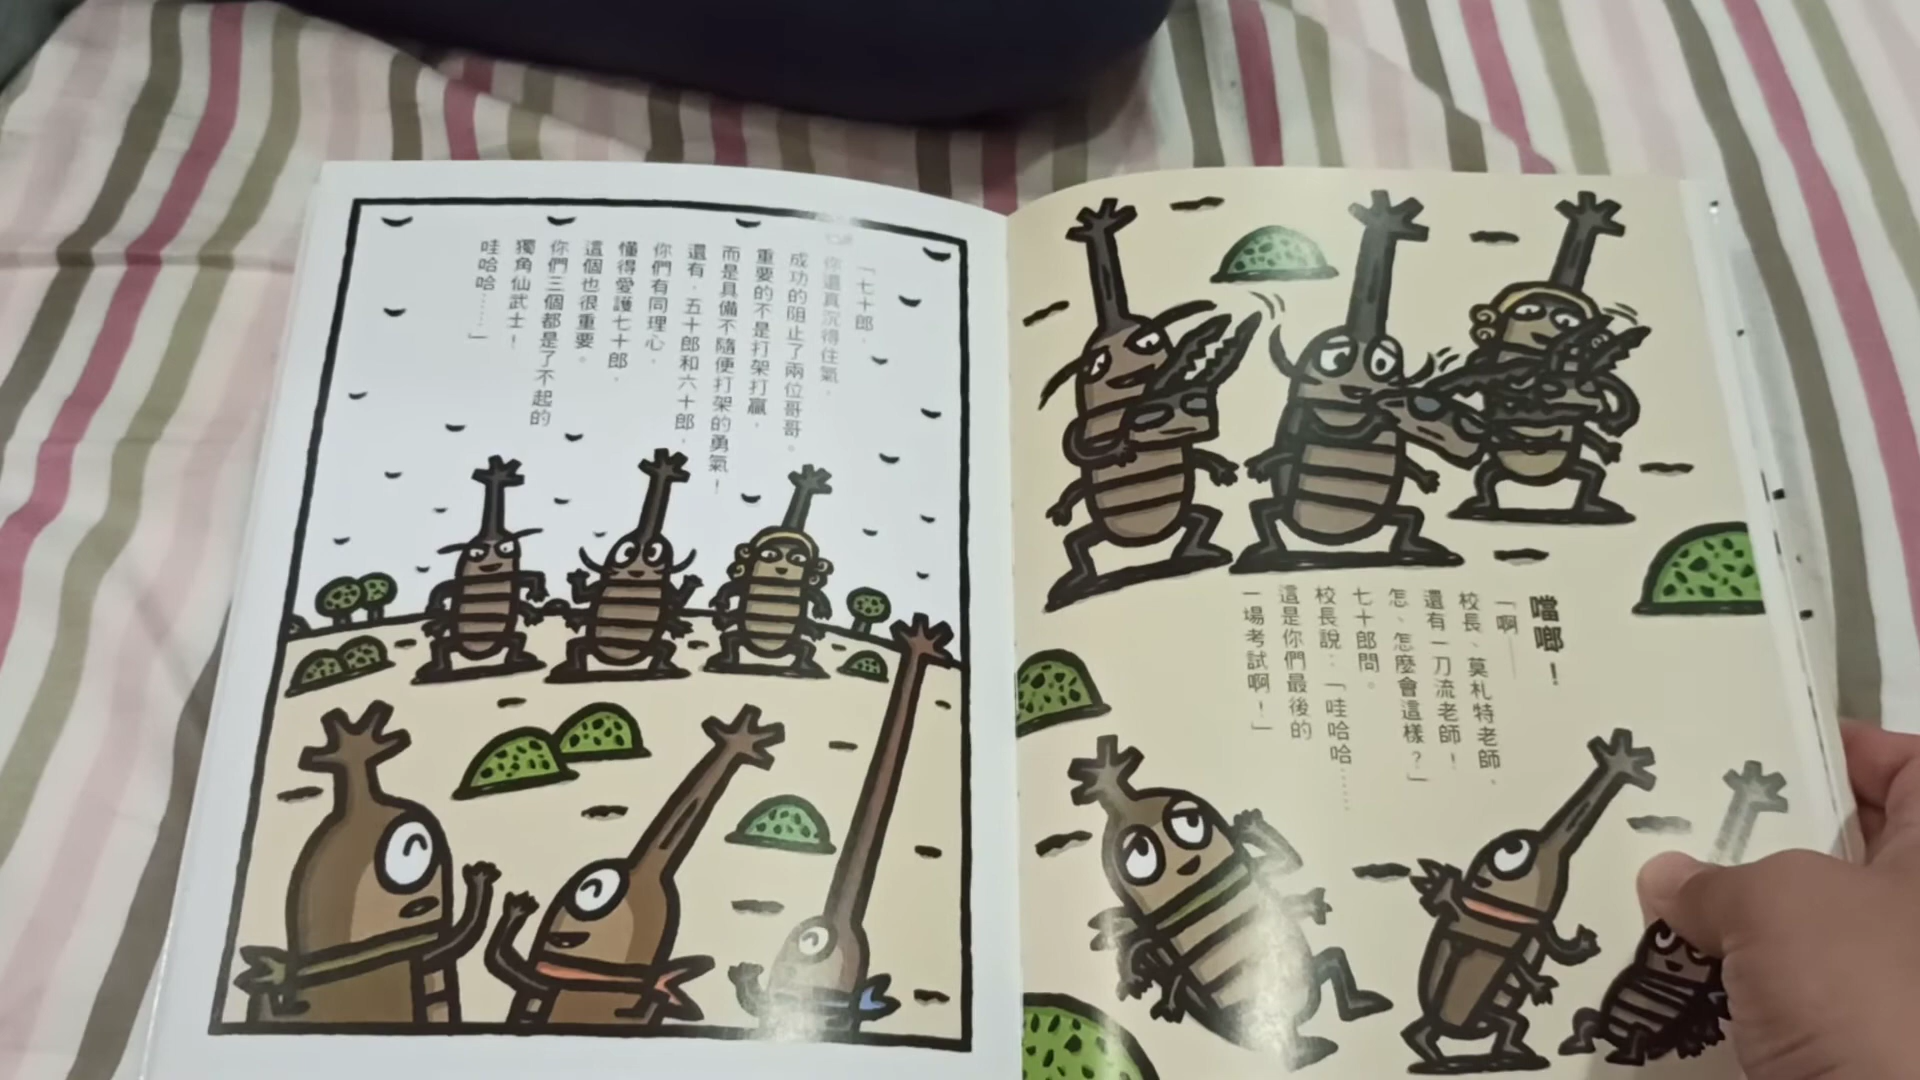 噹啷！
「啊——
校長、莫札特老師，
還有一刀流老師！
怎、怎麼會這樣？」
七十郎問。
校長說：「哇哈哈……
這是你們最後的
一場考試啊！」
「七十郎，
你還真沉得住氣，
成功的阻止了兩位哥哥。
重要的不是打架打贏，
而是具備不隨便打架的勇氣！
還有，五十郎和六十郎，
你們有同理心，
懂得愛護七十郎，
這個也很重要。
你們三個都是了不起的
獨角仙武士！
哇哈哈……」